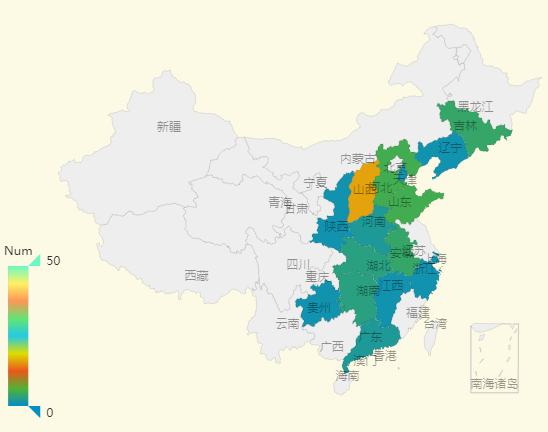 黑龙江
新疆
吉林
辽宁
内蒙古
北京
天津
宁夏
山西
河北
青海
甘肃
山东
陕西
河南
江苏
上海
安徽
浙江
四川
湖北
重庆
西藏
湖南
江西
贵州
福建
云南
台湾
广东
广西
香港
澳门
海南
南海诸岛
Num
50
0